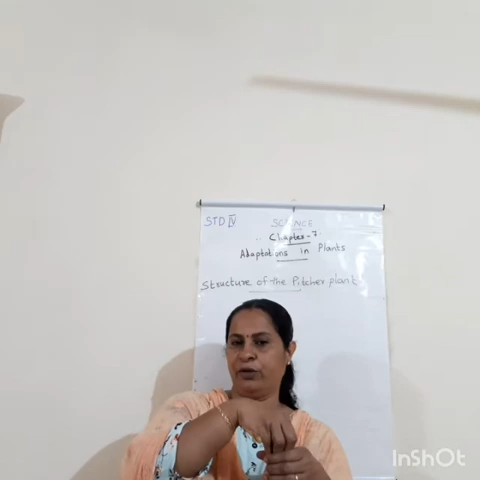 STD IV
SCIENCE
Chapter-7
Adaptations in Plants
Structure of the Pitcher plant
InShOt